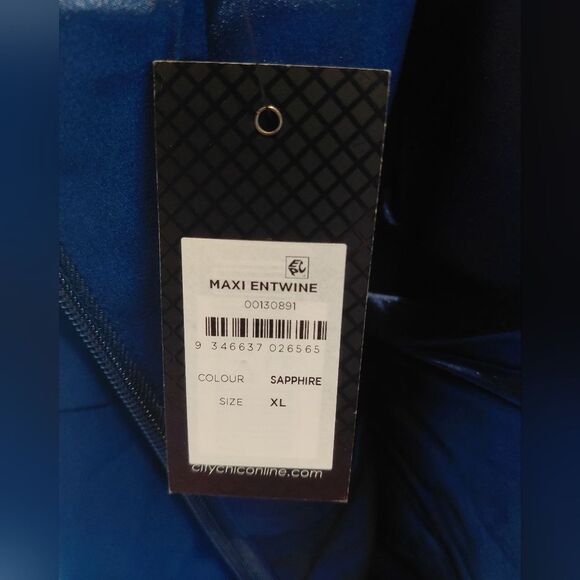 MAXI ENTWINE
00130891
9 346637 026565
COLOUR SAPPHIRE
SIZE XL
citychiconline.com